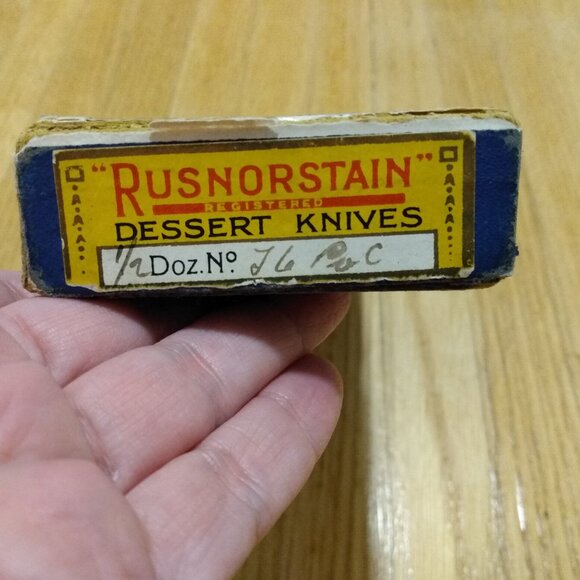 "RUSNORSTAIN"
REGISTERED
DESSERT KNIVES
1/2 Doz. No.